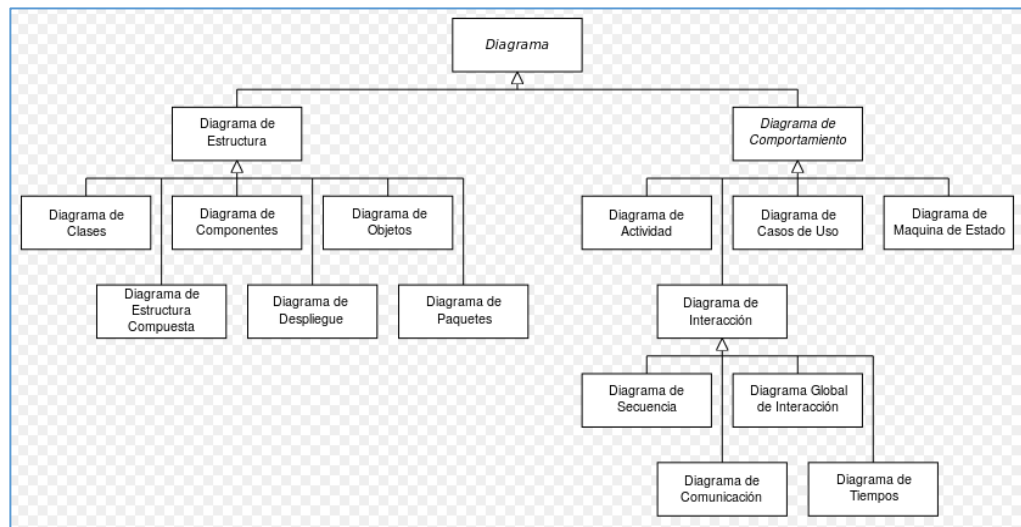 Diagrama
Diagrama de
Estructura
Diagrama de
Comportamiento
Diagrama de
Clases
Diagrama de
Componentes
Diagrama de
Objetos
Diagrama de
Actividad
Diagrama de
Casos de Uso
Diagrama de
Maquina de Estado
Diagrama de
Estructura
Compuesta
Diagrama de
Despliegue
Diagrama de
Paquetes
Diagrama de
Interacción
Diagrama de
Secuencia
Diagrama Global
de Interacción
Diagrama de
Comunicación
Diagrama de
Tiempos